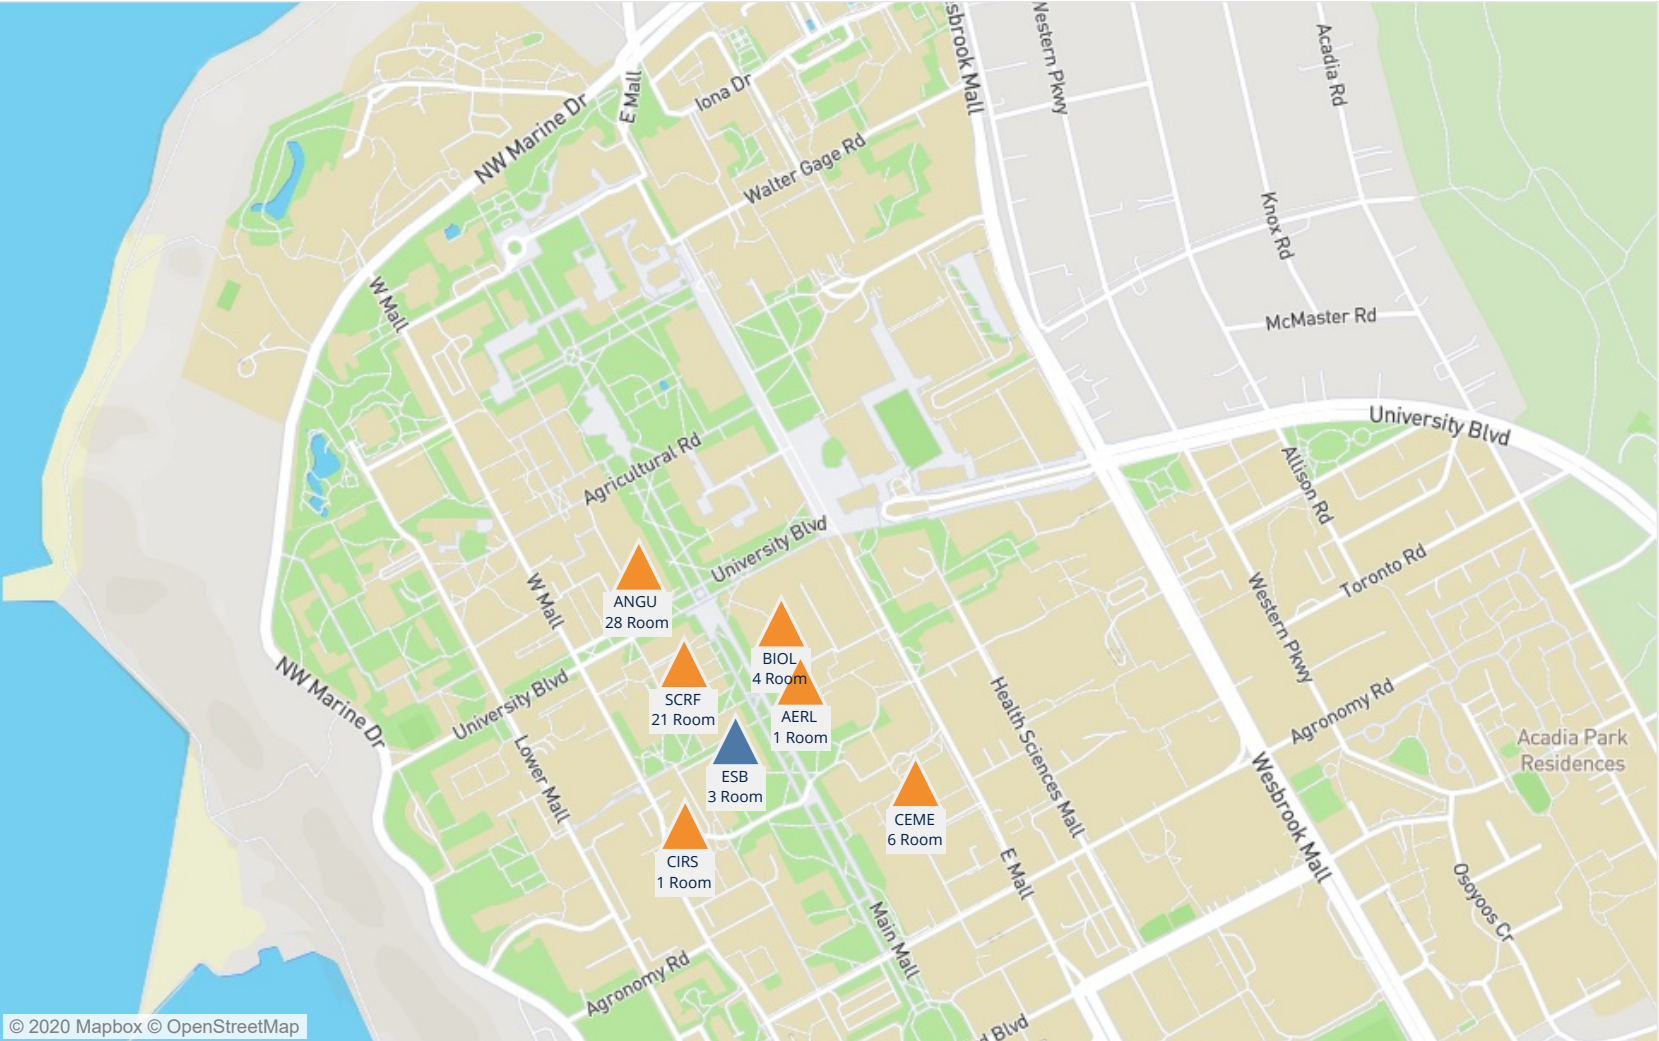 sbrook Mall
Western Pkwy
Acadia Rd
E Mall
Iona Dr
NW Marine Dr
Walter Gage Rd
Knox Rd
W Mall
McMaster Rd
University Blvd
Agricultural Rd
Allison Rd
University Blvd
Toronto Rd
W Mall
Western Pkwy
ANGU
28 Room
BIOL
4 Room
SCRF
21 Room
AERL
1 Room
NW Marine Dr
University Blvd
Health Sciences Mall
Agronomy Rd
Acadia Park
Residences
Lower Mall
ESB
3 Room
CEME
6 Room
Wesbrook Mall
CIRS
1 Room
E Mall
Osoyoos Cr
Main Mall
Agronomy Rd
d Blvd
© 2020 Mapbox © OpenStreetMap